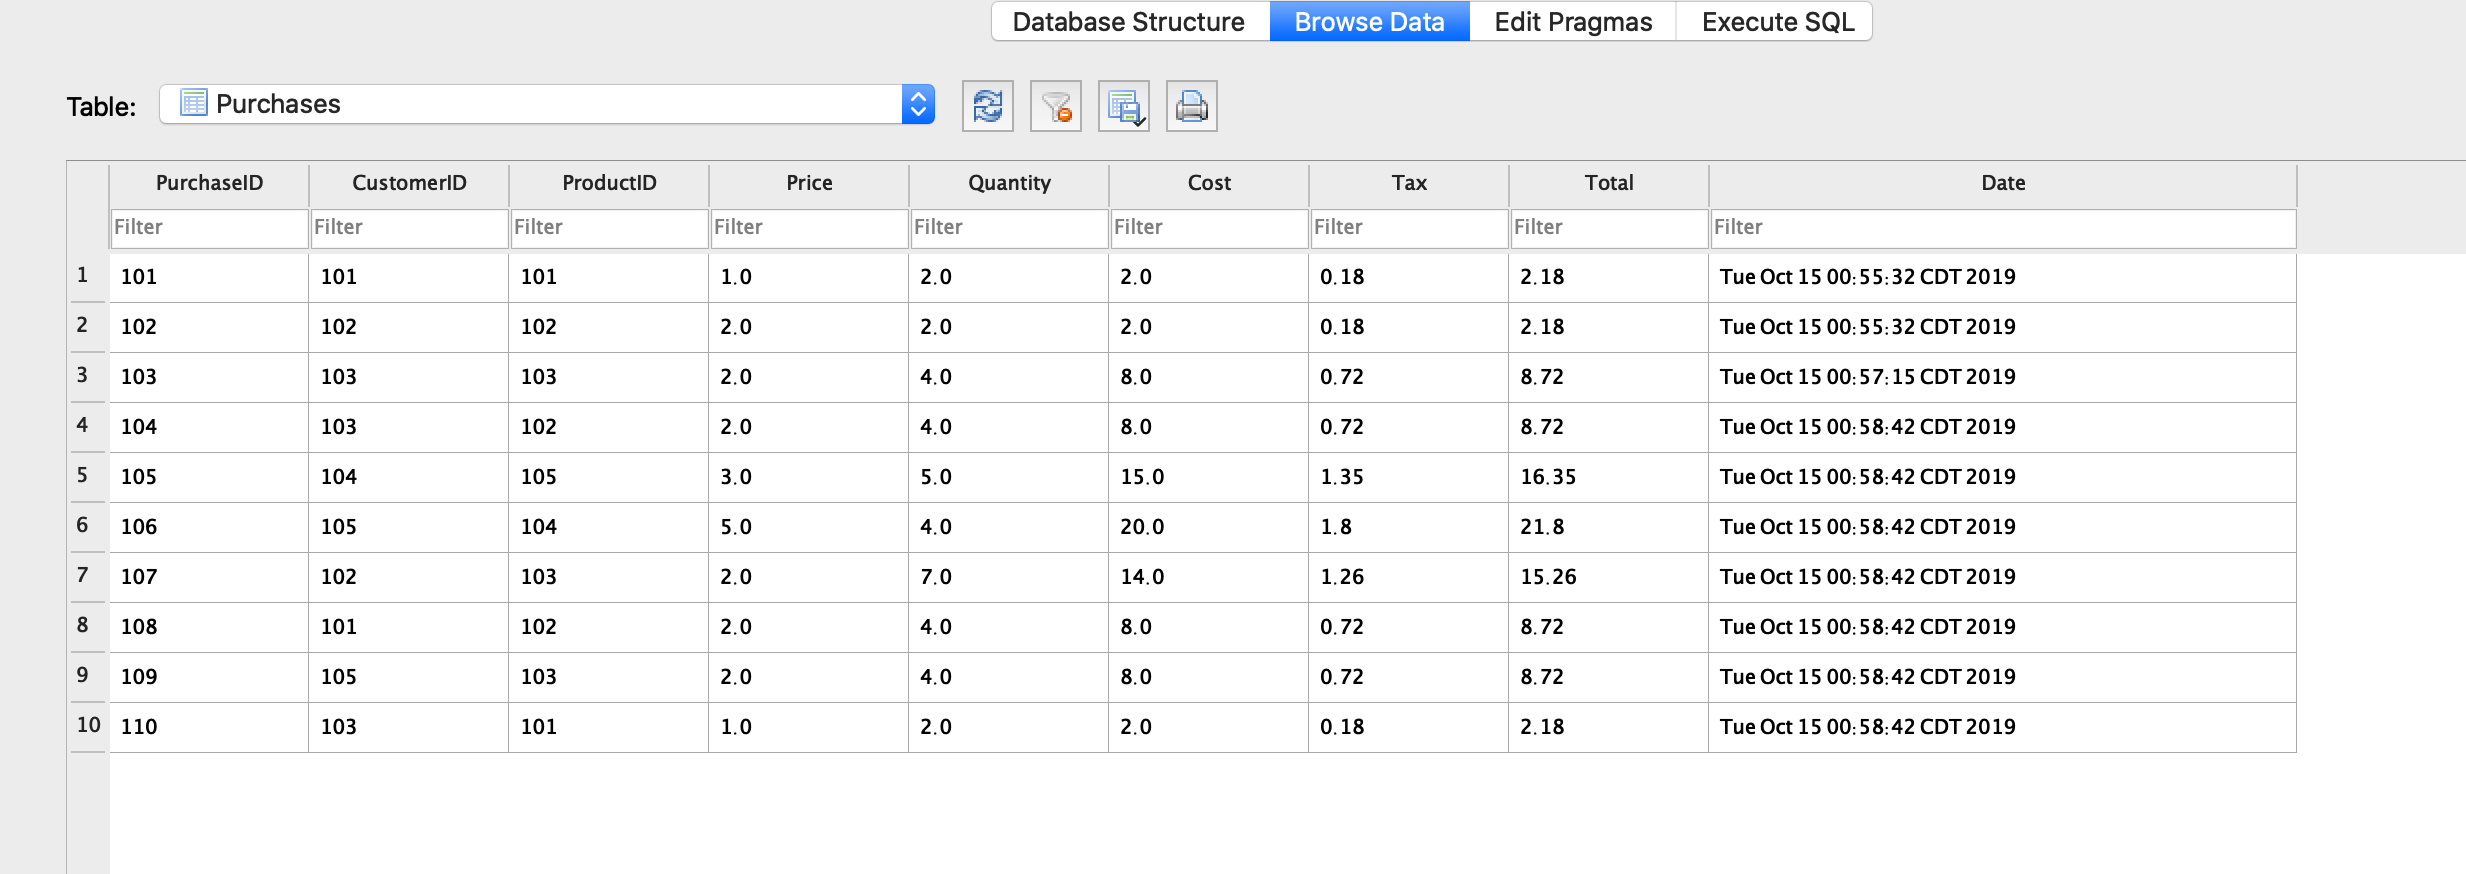 Database Structure Browse Data Edit Pragmas Execute SQL
Table: Purchases
PurchaseID CustomerID ProductID Price Quantity Cost Tax Total Date
Filter Filter Filter Filter Filter Filter Filter Filter Filter
1 101 101 101 1.0 2.0 2.0 0.18 2.18 Tue Oct 15 00:55:32 CDT 2019
2 102 102 102 2.0 2.0 2.0 0.18 2.18 Tue Oct 15 00:55:32 CDT 2019
3 103 103 103 2.0 4.0 8.0 0.72 8.72 Tue Oct 15 00:57:15 CDT 2019
4 104 103 102 2.0 4.0 8.0 0.72 8.72 Tue Oct 15 00:58:42 CDT 2019
5 105 104 105 3.0 5.0 15.0 1.35 16.35 Tue Oct 15 00:58:42 CDT 2019
6 106 105 104 5.0 4.0 20.0 1.8 21.8 Tue Oct 15 00:58:42 CDT 2019
7 107 102 103 2.0 7.0 14.0 1.26 15.26 Tue Oct 15 00:58:42 CDT 2019
8 108 101 102 2.0 4.0 8.0 0.72 8.72 Tue Oct 15 00:58:42 CDT 2019
9 109 105 103 2.0 4.0 8.0 0.72 8.72 Tue Oct 15 00:58:42 CDT 2019
10 110 103 101 1.0 2.0 2.0 0.18 2.18 Tue Oct 15 00:58:42 CDT 2019